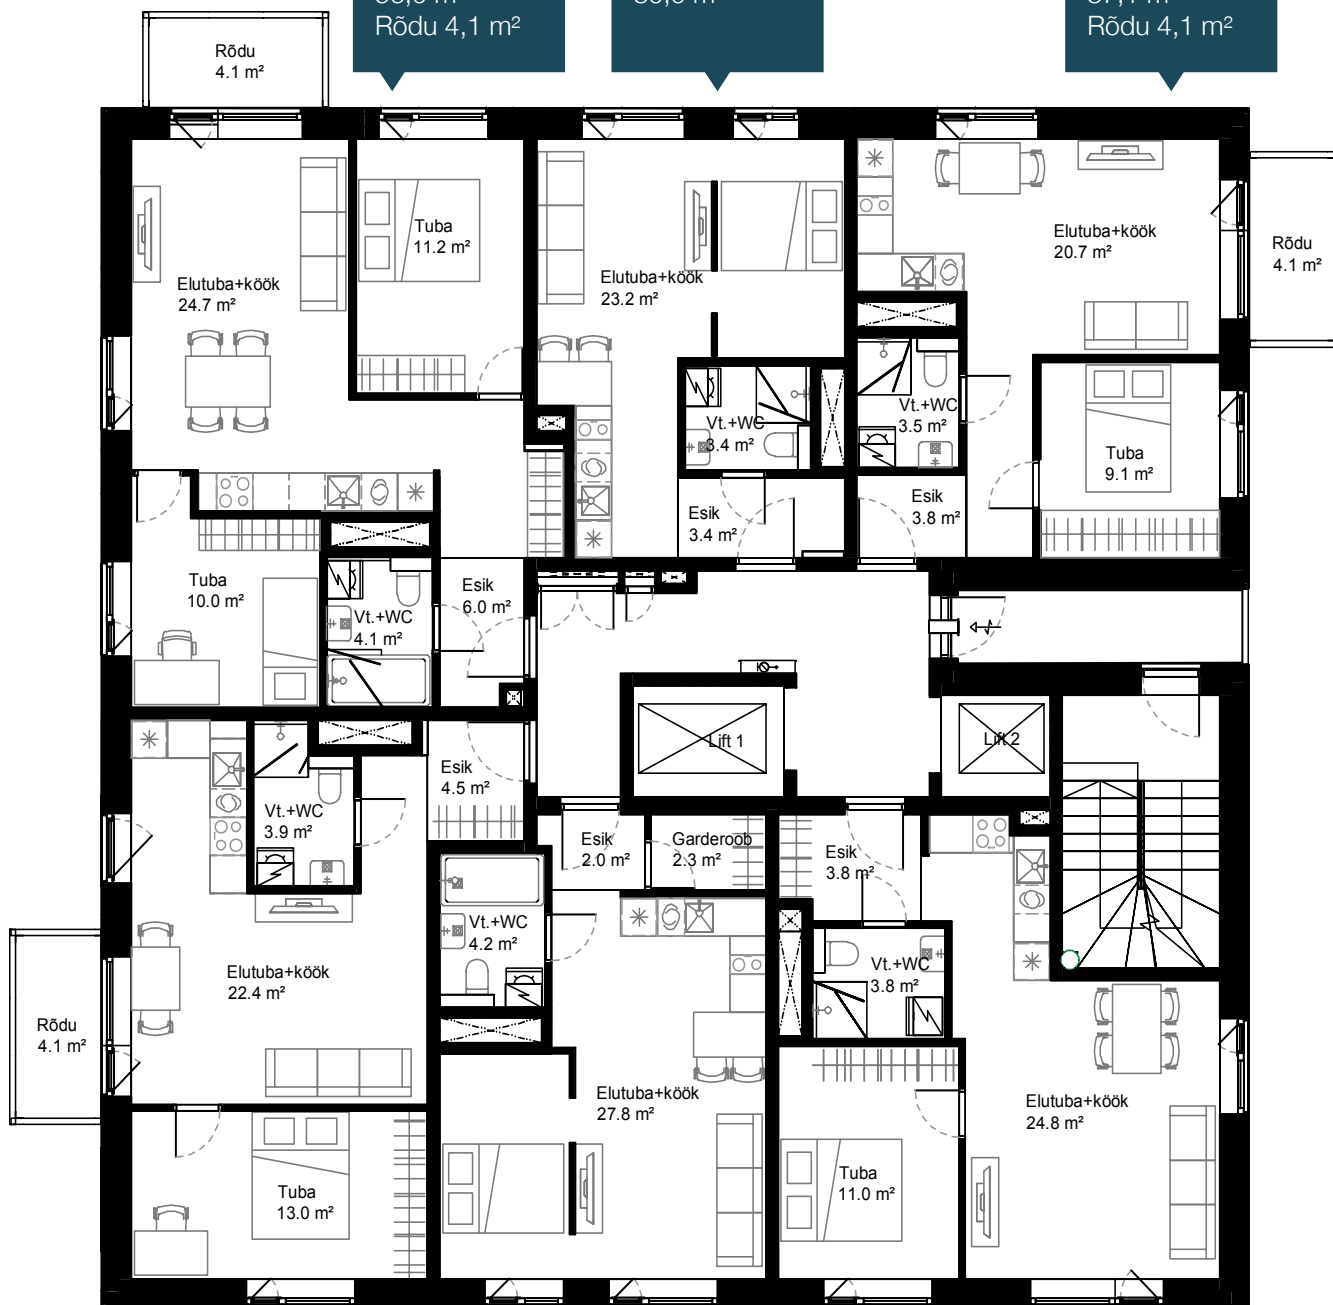 Rõdu 4,1 m²
Rõdu 4,1 m²
Rõdu
4.1 m²
Tuba
11.2 m²
Elutuba+köök
24.7 m²
Elutuba+köök
23.2 m²
Elutuba+köök
20.7 m²
Rõdu
4.1 m²
Vt.+WC
3.4 m²
Vt.+WC
3.5 m²
Tuba
9.1 m²
Esik
3.4 m²
Esik
3.8 m²
Tuba
10.0 m²
Vt.+WC
4.1 m²
Esik
6.0 m²
Lift 1
Lift 2
Esik
4.5 m²
Vt.+WC
3.9 m²
Esik
2.0 m²
Garderoob
2.3 m²
Esik
3.8 m²
Vt.+WC
4.2 m²
Elutuba+köök
22.4 m²
Vt.+WC
3.8 m²
Rõdu
4.1 m²
Elutuba+köök
27.8 m²
Elutuba+köök
24.8 m²
Tuba
13.0 m²
Tuba
11.0 m²